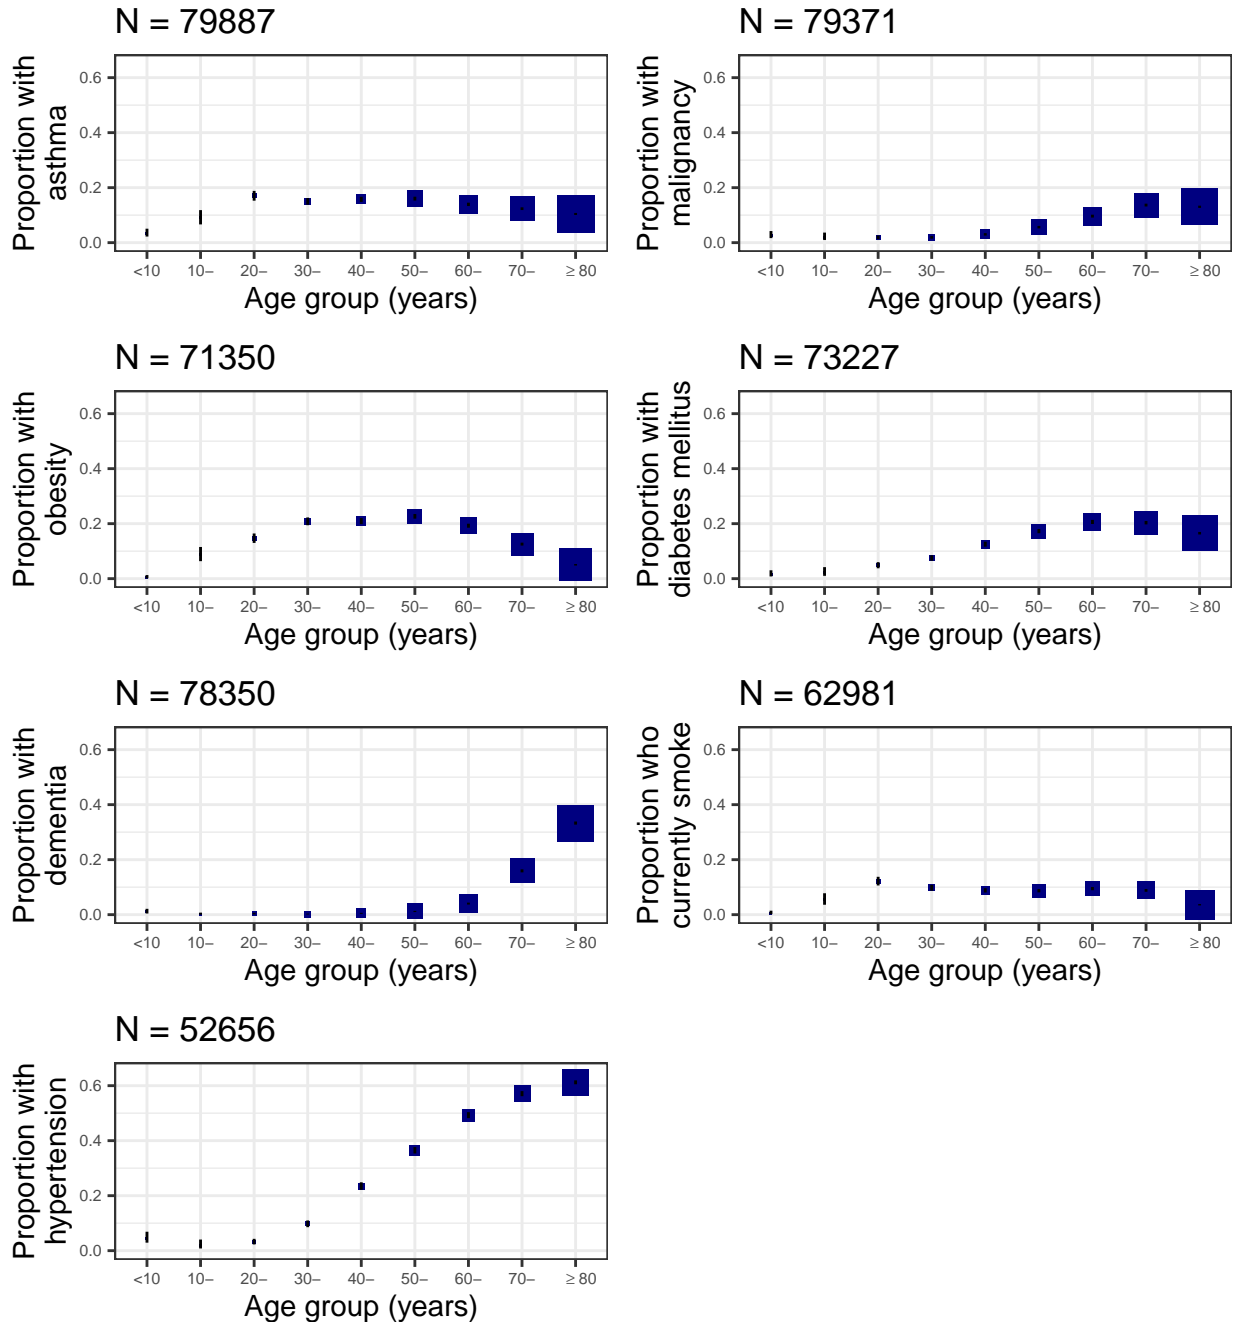 N = 79887
Proportion with
asthma
0.6
0.4
0.2
0.0
<10 10− 20− 30− 40− 50− 60− 70− ≥ 80
Age group (years)
N = 79371
Proportion with
malignancy
0.6
0.4
0.2
0.0
<10 10− 20− 30− 40− 50− 60− 70− ≥ 80
Age group (years)
N = 71350
Proportion with
obesity
0.6
0.4
0.2
0.0
<10 10− 20− 30− 40− 50− 60− 70− ≥ 80
Age group (years)
N = 73227
Proportion with
diabetes mellitus
0.6
0.4
0.2
0.0
<10 10− 20− 30− 40− 50− 60− 70− ≥ 80
Age group (years)
N = 78350
Proportion with
dementia
0.6
0.4
0.2
0.0
<10 10− 20− 30− 40− 50− 60− 70− ≥ 80
Age group (years)
N = 62981
Proportion who
currently smoke
0.6
0.4
0.2
0.0
<10 10− 20− 30− 40− 50− 60− 70− ≥ 80
Age group (years)
N = 52656
Proportion with
hypertension
0.6
0.4
0.2
0.0
<10 10− 20− 30− 40− 50− 60− 70− ≥ 80
Age group (years)